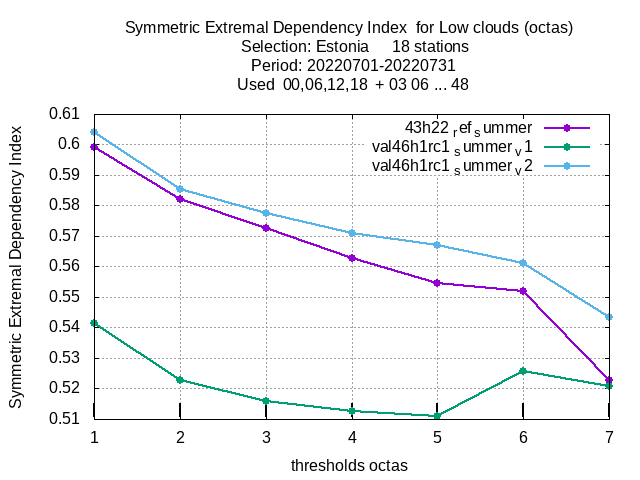 Symmetric Extremal Dependency Index for Low clouds (octas)
Selection: Estonia 18 stations
Period: 20220701-20220731
Used 00,06,12,18 + 03 06 ... 48
43h22 ref summer
val46h1rc1 summer v1
val46h1rc1 summer v2
Symmetric Extremal Dependency Index
0.61
0.6
0.59
0.58
0.57
0.56
0.55
0.54
0.53
0.52
0.51
1 2 3 4 5 6 7
thresholds octas